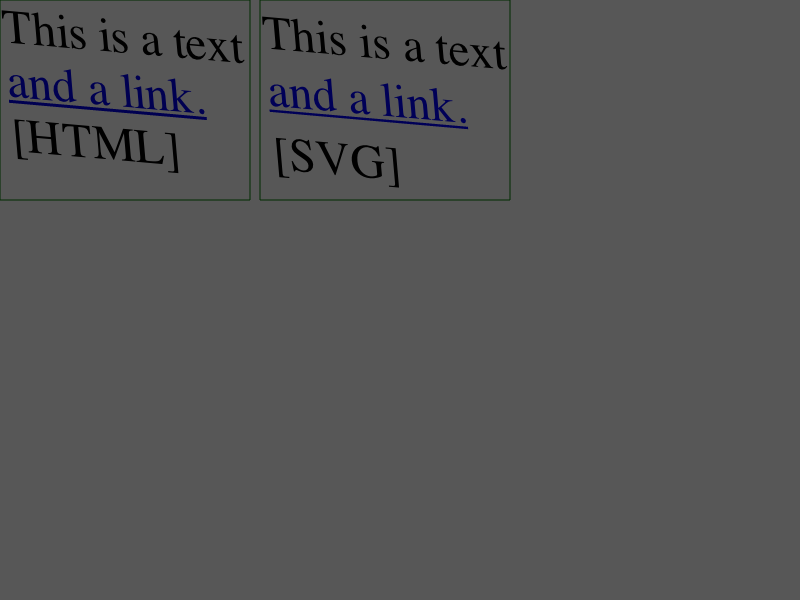 This is a text
and a link.
[HTML]
This is a text
and a link.
[SVG]